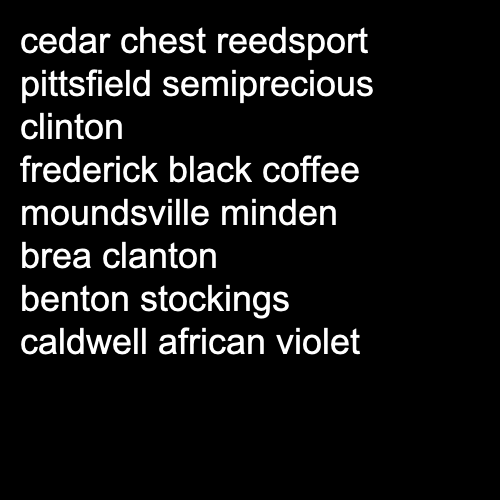 cedar chest reedsport
pittsfield semiprecious
clinton
frederick black coffee
moundsville minden
brea clanton
benton stockings
caldwell african violet